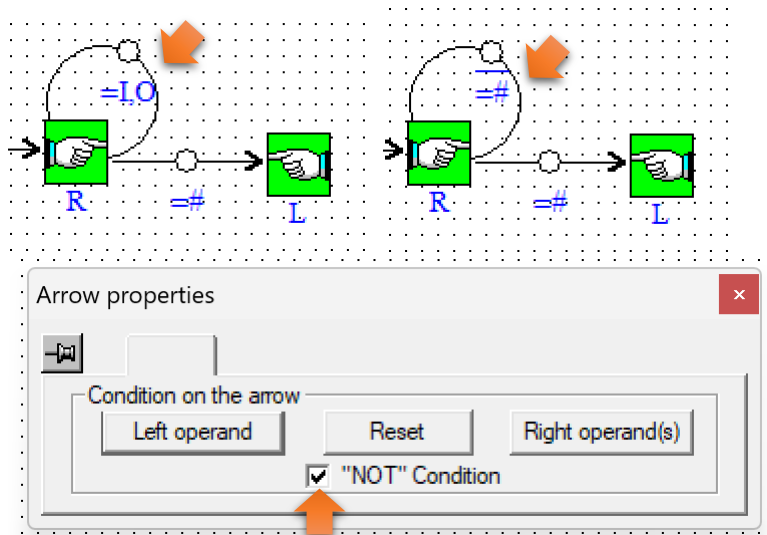 =I,O
=#
R
=#
L
R
=#
L
Arrow properties
Condition on the arrow
Left operand
Reset
Right operand(s)
"NOT" Condition